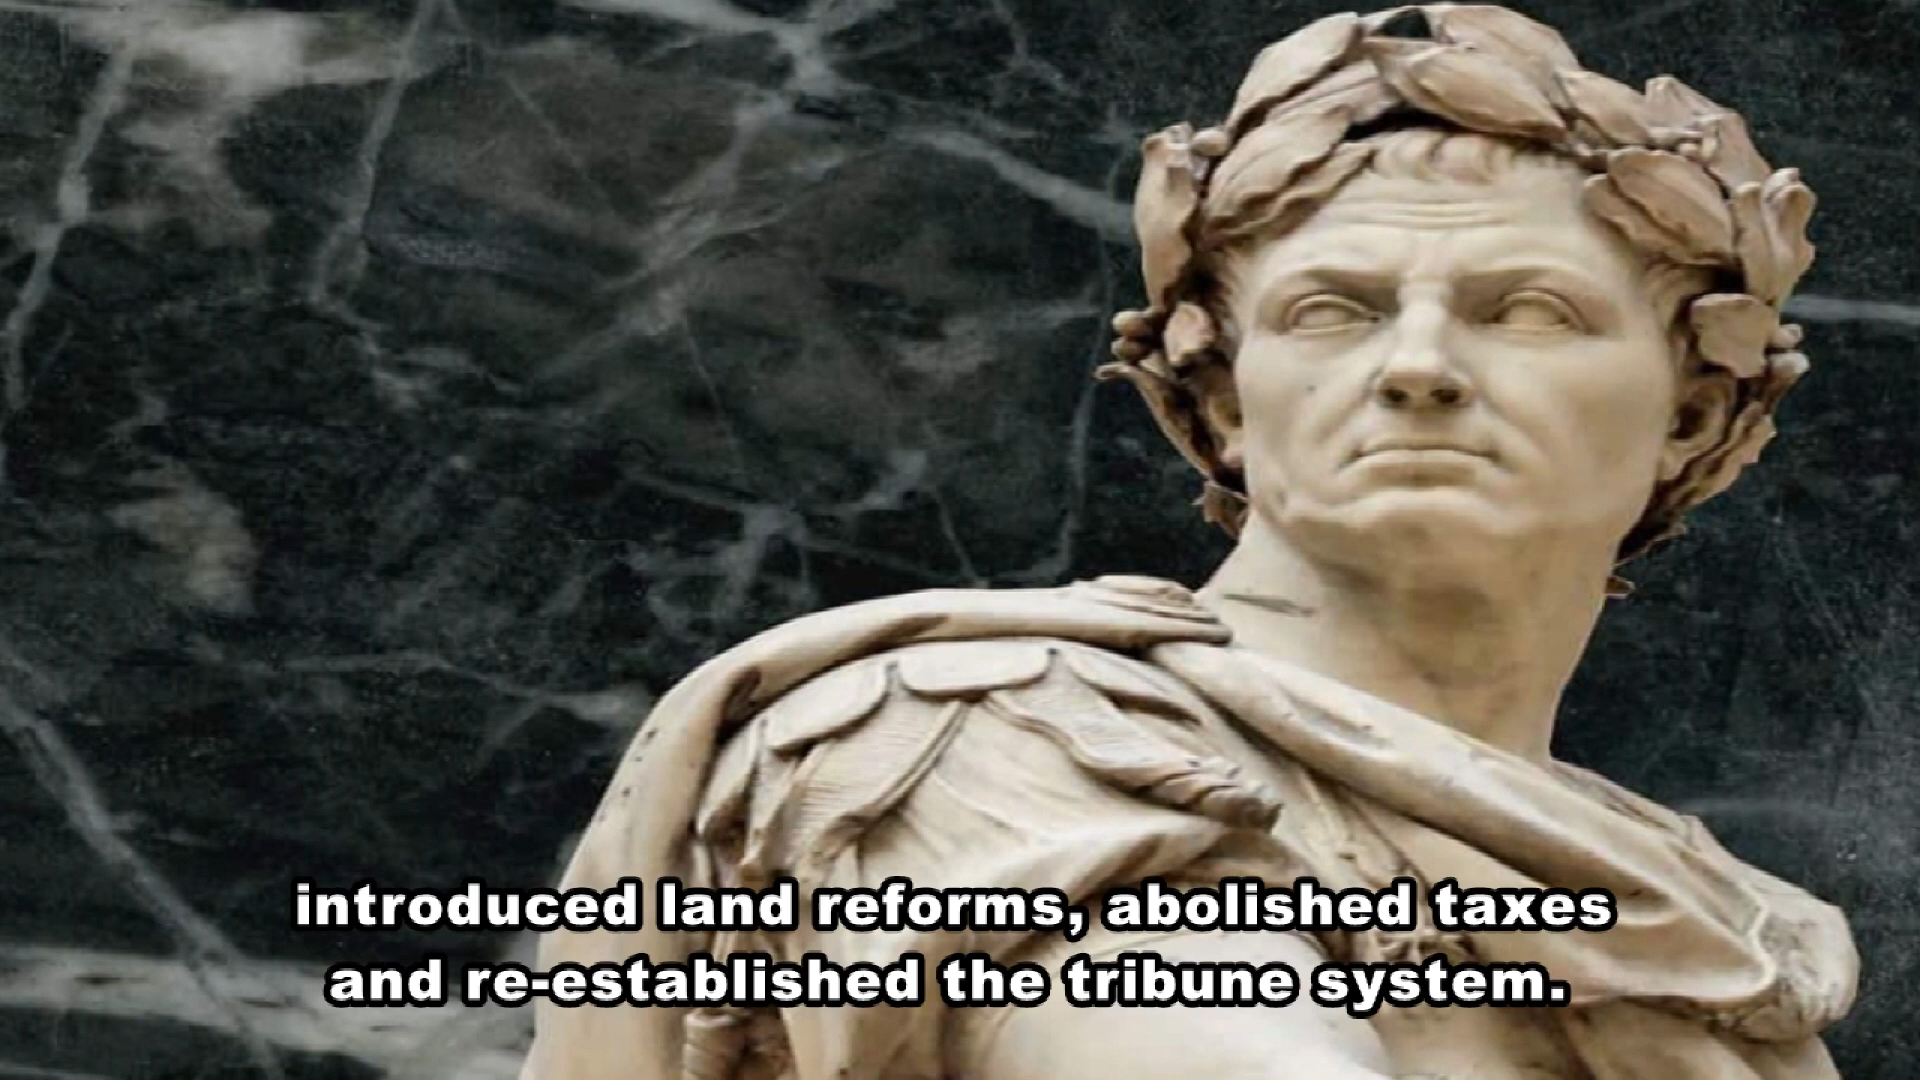 introduced land reforms, abolished taxes
and re-established the tribune system.